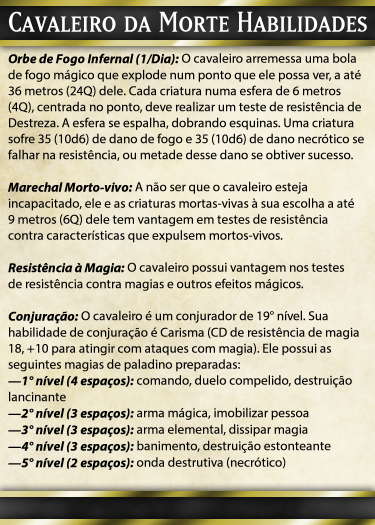 Cavaleiro da Morte Habilidades
Orbe de Fogo Infernal (1/Dia): O cavaleiro arremessa uma bola
de fogo mágico que explode num ponto que ele possa ver, a até
36 metros (24Q) dele. Cada criatura numa esfera de 6 metros
(4Q), centrada no ponto, deve realizar um teste de resistência de
Destreza. A esfera se espalha, dobrando esquinas. Uma criatura
sofre 35 (10d6) de dano de fogo e 35 (10d6) de dano necrótico se
falhar na resistência, ou metade desse dano se obtiver sucesso.
Marechal Morto-vivo: A não ser que o cavaleiro esteja
incapacitado, ele e as criaturas mortas-vivas à sua escolha a até
9 metros (6Q) dele tem vantagem em testes de resistência
contra características que expulsem mortos-vivos.
Resistência à Magia: O cavaleiro possui vantagem nos testes
de resistência contra magias e outros efeitos mágicos.
Conjuração: O cavaleiro é um conjurador de 19° nível. Sua
habilidade de conjuração é Carisma (CD de resistência de magia
18, +10 para atingir com ataques com magia). Ele possui as
seguintes magias de paladino preparadas:
—1° nível (4 espaços): comando, duelo compelido, destruição
lancinante
—2° nível (3 espaços): arma mágica, imobilizar pessoa
—3° nível (3 espaços): arma elemental, dissipar magia
—4° nível (3 espaços): banimento, destruição estonteante
—5° nível (2 espaços): onda destrutiva (necrótico)